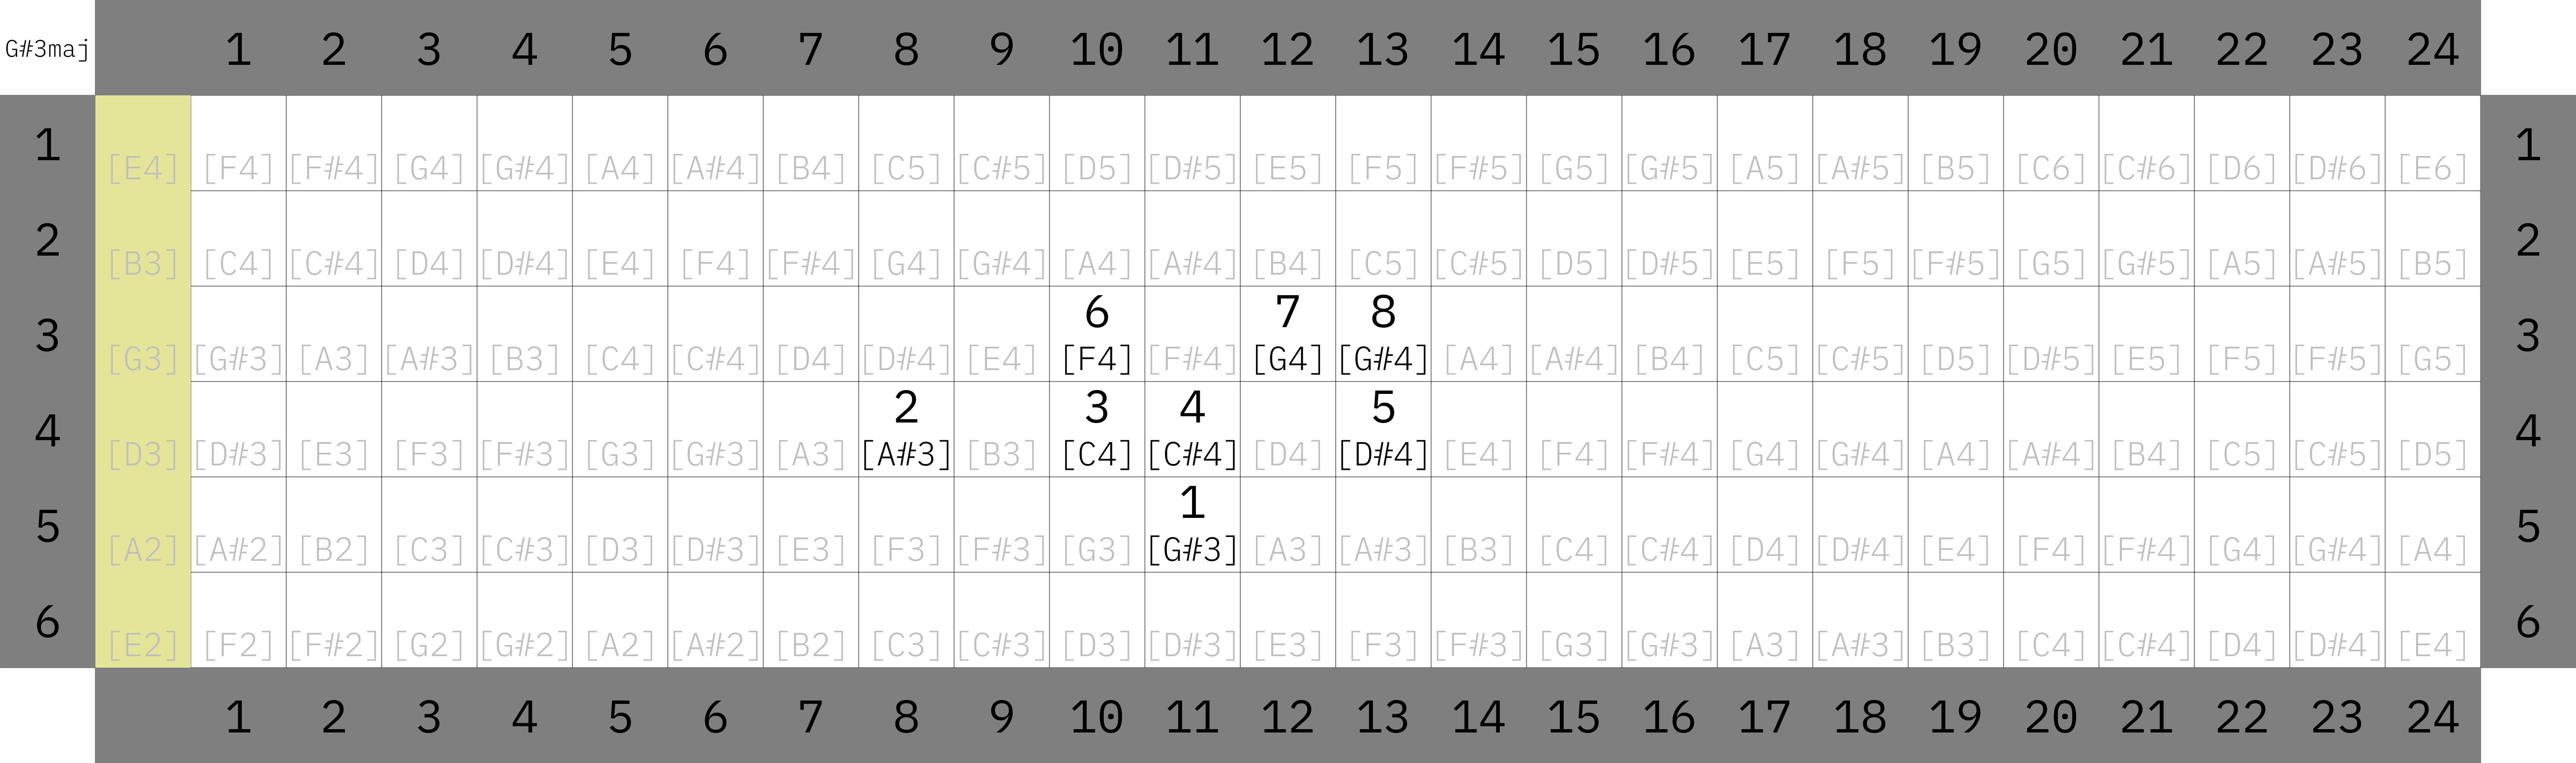 G#3maj 1 2 3 4 5 6 7 8 9 10 11 12 13 14 15 16 17 18 19 20 21 22 23 24
1 [E4] [F4] [F#4] [G4] [G#4] [A4] [A#4] [B4] [C5] [C#5] [D5] [D#5] [E5] [F5] [F#5] [G5] [G#5] [A5] [A#5] [B5] [C6] [C#6] [D6] [D#6] [E6] 1
2 [B3] [C4] [C#4] [D4] [D#4] [E4] [F4] [F#4] [G4] [G#4] [A4] [A#4] [B4] [C5] [C#5] [D5] [D#5] [E5] [F5] [F#5] [G5] [G#5] [A5] [A#5] [B5] 2
6 7 8
3 [G3] [G#3] [A3] [A#3] [B3] [C4] [C#4] [D4] [D#4] [E4] [F4] [F#4] [G4] [G#4] [A4] [A#4] [B4] [C5] [C#5] [D5] [D#5] [E5] [F5] [F#5] [G5] 3
2 3 4 5
4 [D3] [D#3] [E3] [F3] [F#3] [G3] [G#3] [A3] [A#3] [B3] [C4] [C#4] [D4] [D#4] [E4] [F4] [F#4] [G4] [G#4] [A4] [A#4] [B4] [C5] [C#5] [D5] 4
1
5 [A2] [A#2] [B2] [C3] [C#3] [D3] [D#3] [E3] [F3] [F#3] [G3] [G#3] [A3] [A#3] [B3] [C4] [C#4] [D4] [D#4] [E4] [F4] [F#4] [G4] [G#4] [A4] 5
6 [E2] [F2] [F#2] [G2] [G#2] [A2] [A#2] [B2] [C3] [C#3] [D3] [D#3] [E3] [F3] [F#3] [G3] [G#3] [A3] [A#3] [B3] [C4] [C#4] [D4] [D#4] [E4] 6
1 2 3 4 5 6 7 8 9 10 11 12 13 14 15 16 17 18 19 20 21 22 23 24